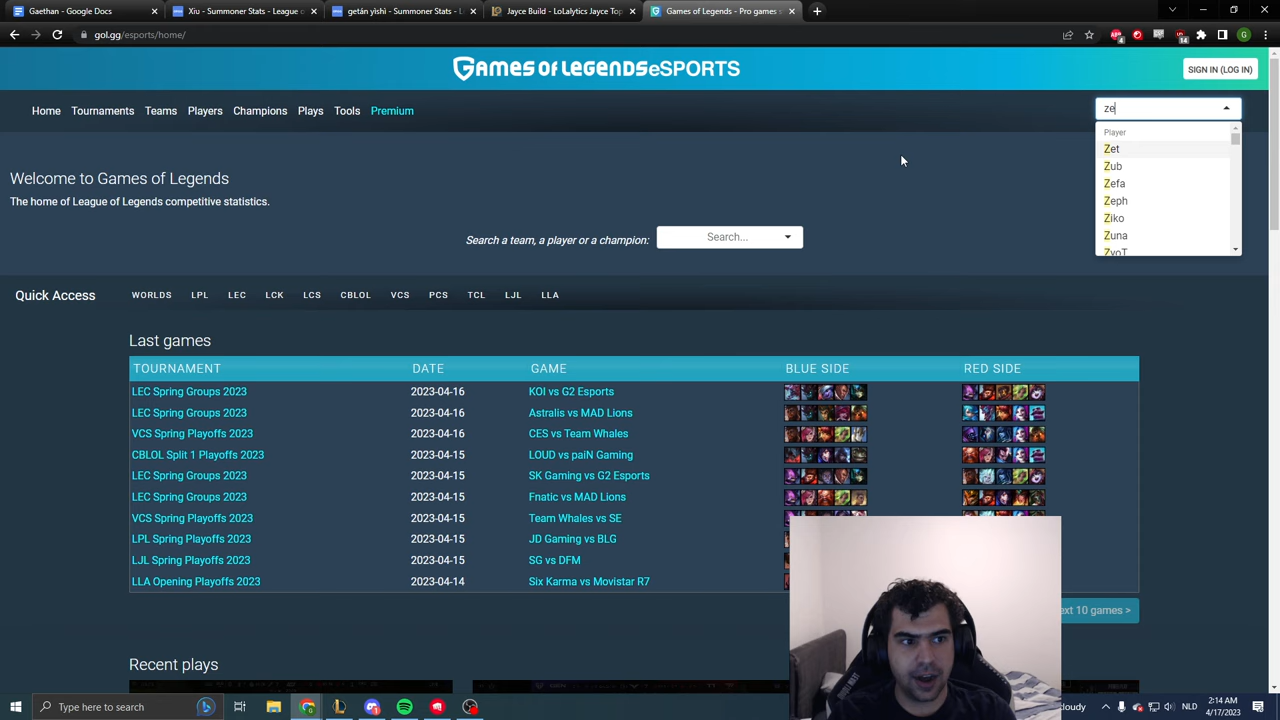 Google Docs
Xiki - Summoner Stats - League o
getányih - Summoner Stats - Li
Jayce Build - LoLalytics Jayce Top
Games of Legends - Pro games s
gol.gg/esports/home/
GAMES OF LEGENDS eSPORTS
SIGN IN (LOG IN)
Home Tournaments Teams Players Champions Plays Tools Premium
ze
Player
Zet
Zub
Zefa
Zeph
Ziko
Zuna
ZyoT
Welcome to Games of Legends
The home of League of Legends competitive statistics.
Search a team, a player or a champion: Search...
Quick Access WORLDS LPL LEC LCK LCS CBLOL VCS PCS TCL LJL LLA
Last games
TOURNAMENT DATE GAME BLUE SIDE RED SIDE
LEC Spring Groups 2023 2023-04-16 KOI vs G2 Esports
LEC Spring Groups 2023 2023-04-16 Astralis vs MAD Lions
VCS Spring Playoffs 2023 2023-04-16 CES vs Team Whales
CBLOL Split 1 Playoffs 2023 2023-04-15 LOUD vs paiN Gaming
LEC Spring Groups 2023 2023-04-15 SK Gaming vs G2 Esports
LEC Spring Groups 2023 2023-04-15 Fnatic vs MAD Lions
VCS Spring Playoffs 2023 2023-04-15 Team Whales vs SE
LPL Spring Playoffs 2023 2023-04-15 JD Gaming vs BLG
LJL Spring Playoffs 2023 2023-04-15 SG vs DFM
LLA Opening Playoffs 2023 2023-04-14 Six Karma vs Movistar R7
ext 10 games >
Recent plays
Type here to search
loudy
NLD
2:14 AM
4/17/2023